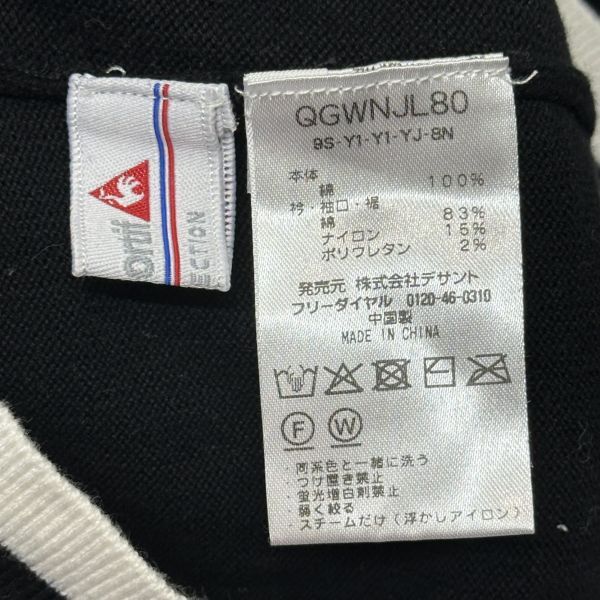 ortif
ECTION
QGWNJL80
9S-Y1-Y1-YJ-8N
本体
綿 100%
衿・袖口・裾
綿 83%
ナイロン 15%
ポリウレタン 2%
発売元 株式会社デサント
フリーダイヤル 0120-46-0310
中国製
MADE IN CHINA
F W
・同系色と一緒に洗う
・つけ置き禁止
・蛍光増白剤禁止
・弱く絞る
・スチームだけ(浮かしアイロン)